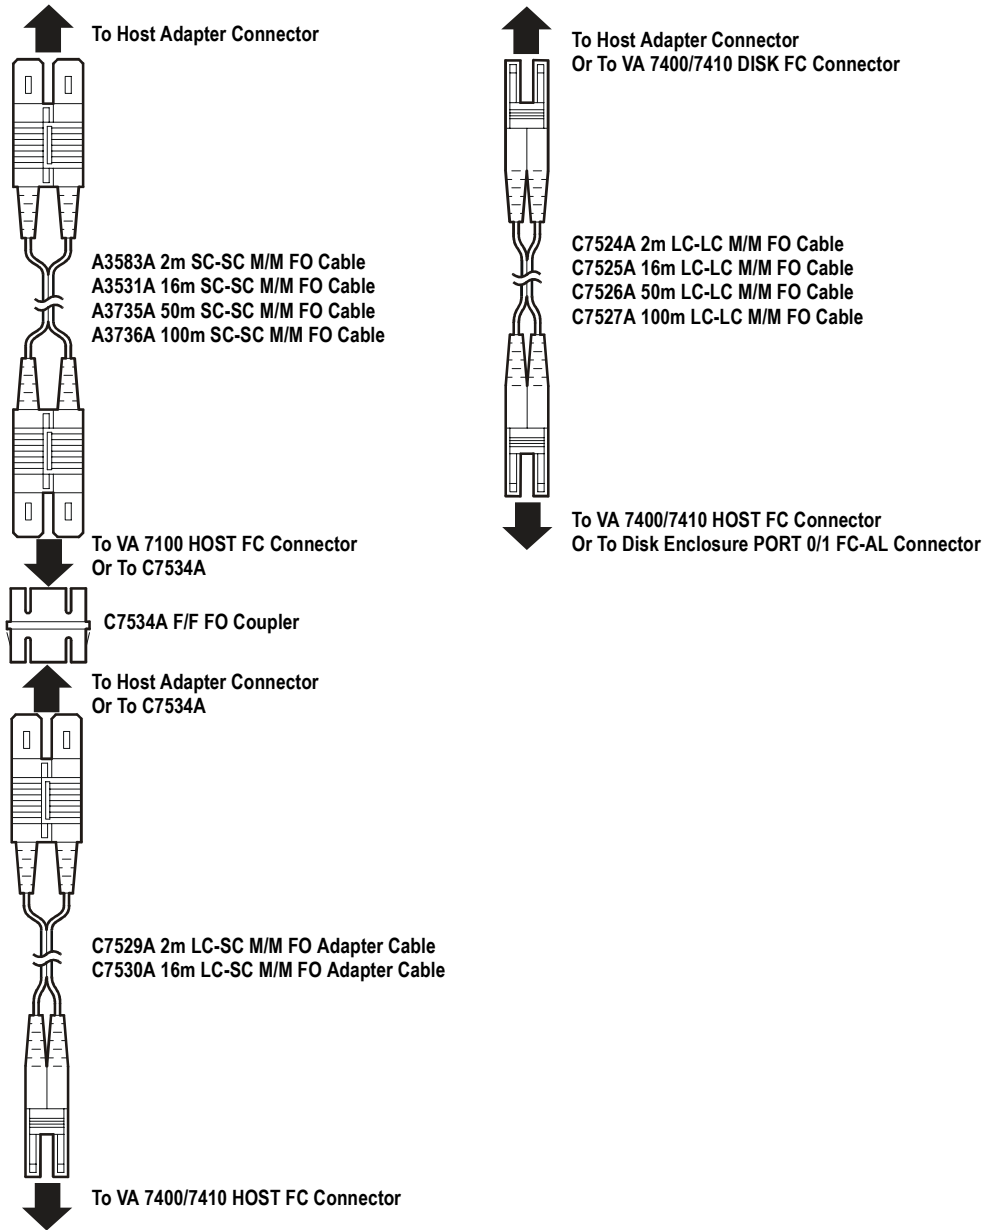 To Host Adapter Connector
A3583A 2m SC-SC M/M FO Cable
A3531A 16m SC-SC M/M FO Cable
A3735A 50m SC-SC M/M FO Cable
A3736A 100m SC-SC M/M FO Cable
To VA 7100 HOST FC Connector
Or To C7534A
C7534A F/F FO Coupler
To Host Adapter Connector
Or To C7534A
C7529A 2m LC-SC M/M FO Adapter Cable
C7530A 16m LC-SC M/M FO Adapter Cable
To VA 7400/7410 HOST FC Connector
To Host Adapter Connector
Or To VA 7400/7410 DISK FC Connector
C7524A 2m LC-LC M/M FO Cable
C7525A 16m LC-LC M/M FO Cable
C7526A 50m LC-LC M/M FO Cable
C7527A 100m LC-LC M/M FO Cable
To VA 7400/7410 HOST FC Connector
Or To Disk Enclosure PORT 0/1 FC-AL Connector